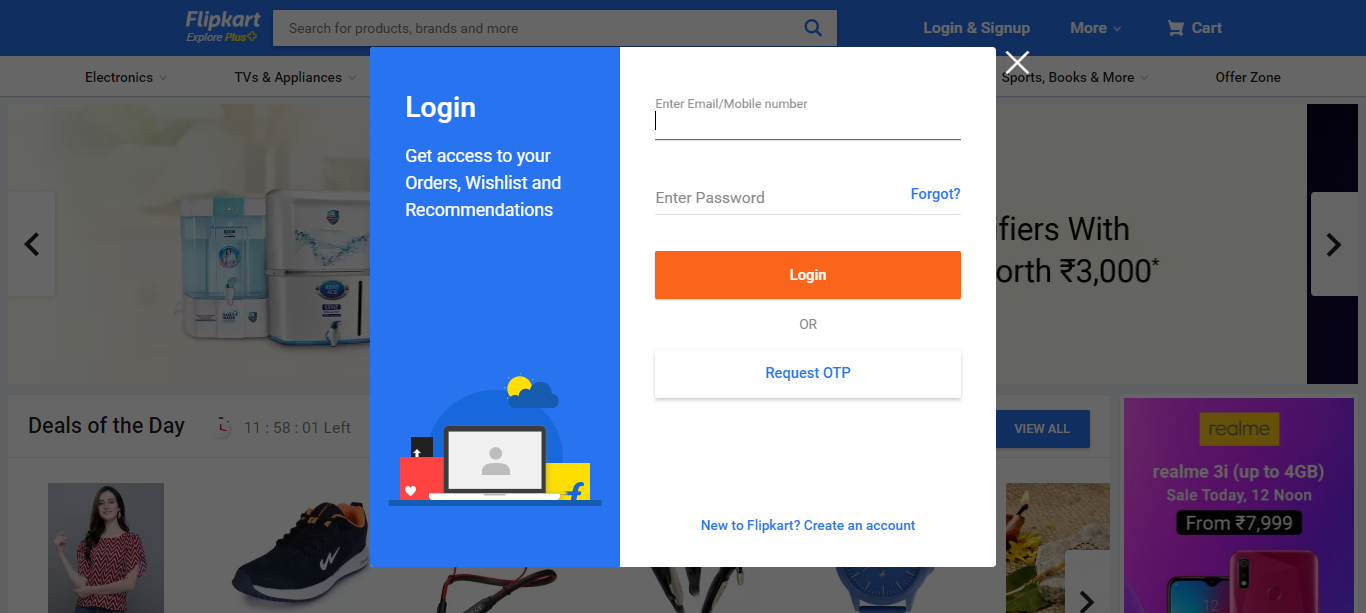 Flipkart
Explore Plus
Search for products, brands and more
Login & Signup
More
Cart
Electronics
TVs & Appliances
Sports, Books & More
Offer Zone
Login
Get access to your
Orders, Wishlist and
Recommendations
Enter Email/Mobile number
Enter Password
Forgot?
Login
OR
Request OTP
New to Flipkart? Create an account
fiers With
orth ₹3,000*
Deals of the Day
11 : 58 : 01 Left
VIEW ALL
realme
realme 3i (up to 4GB)
Sale Today, 12 Noon
From ₹7,999